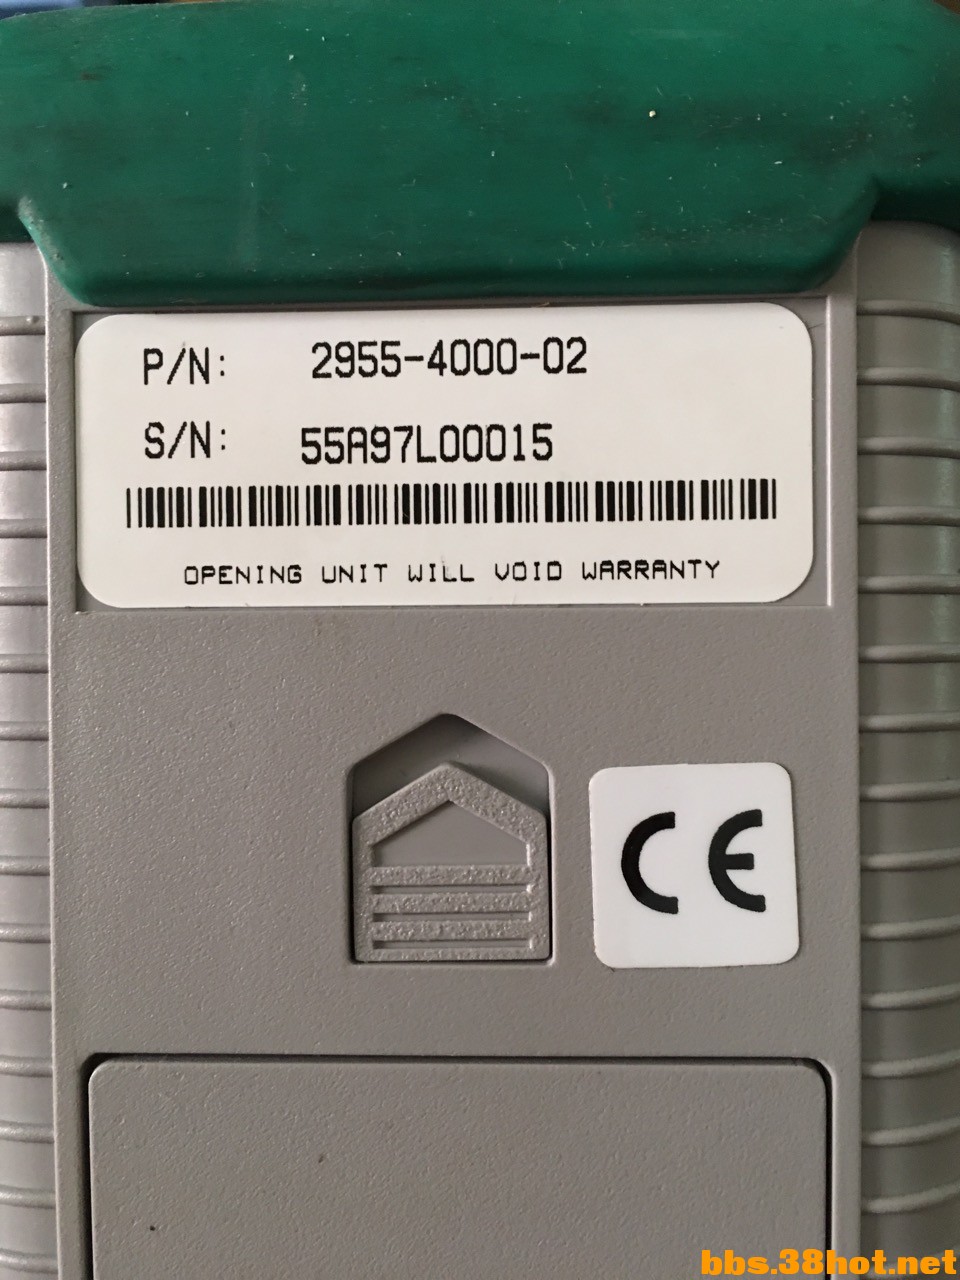 P/N: 2955-4000-02
S/N: 55A97L00015
OPENING UNIT WILL VOID WARRANTY
CE
bbs.38hot.net